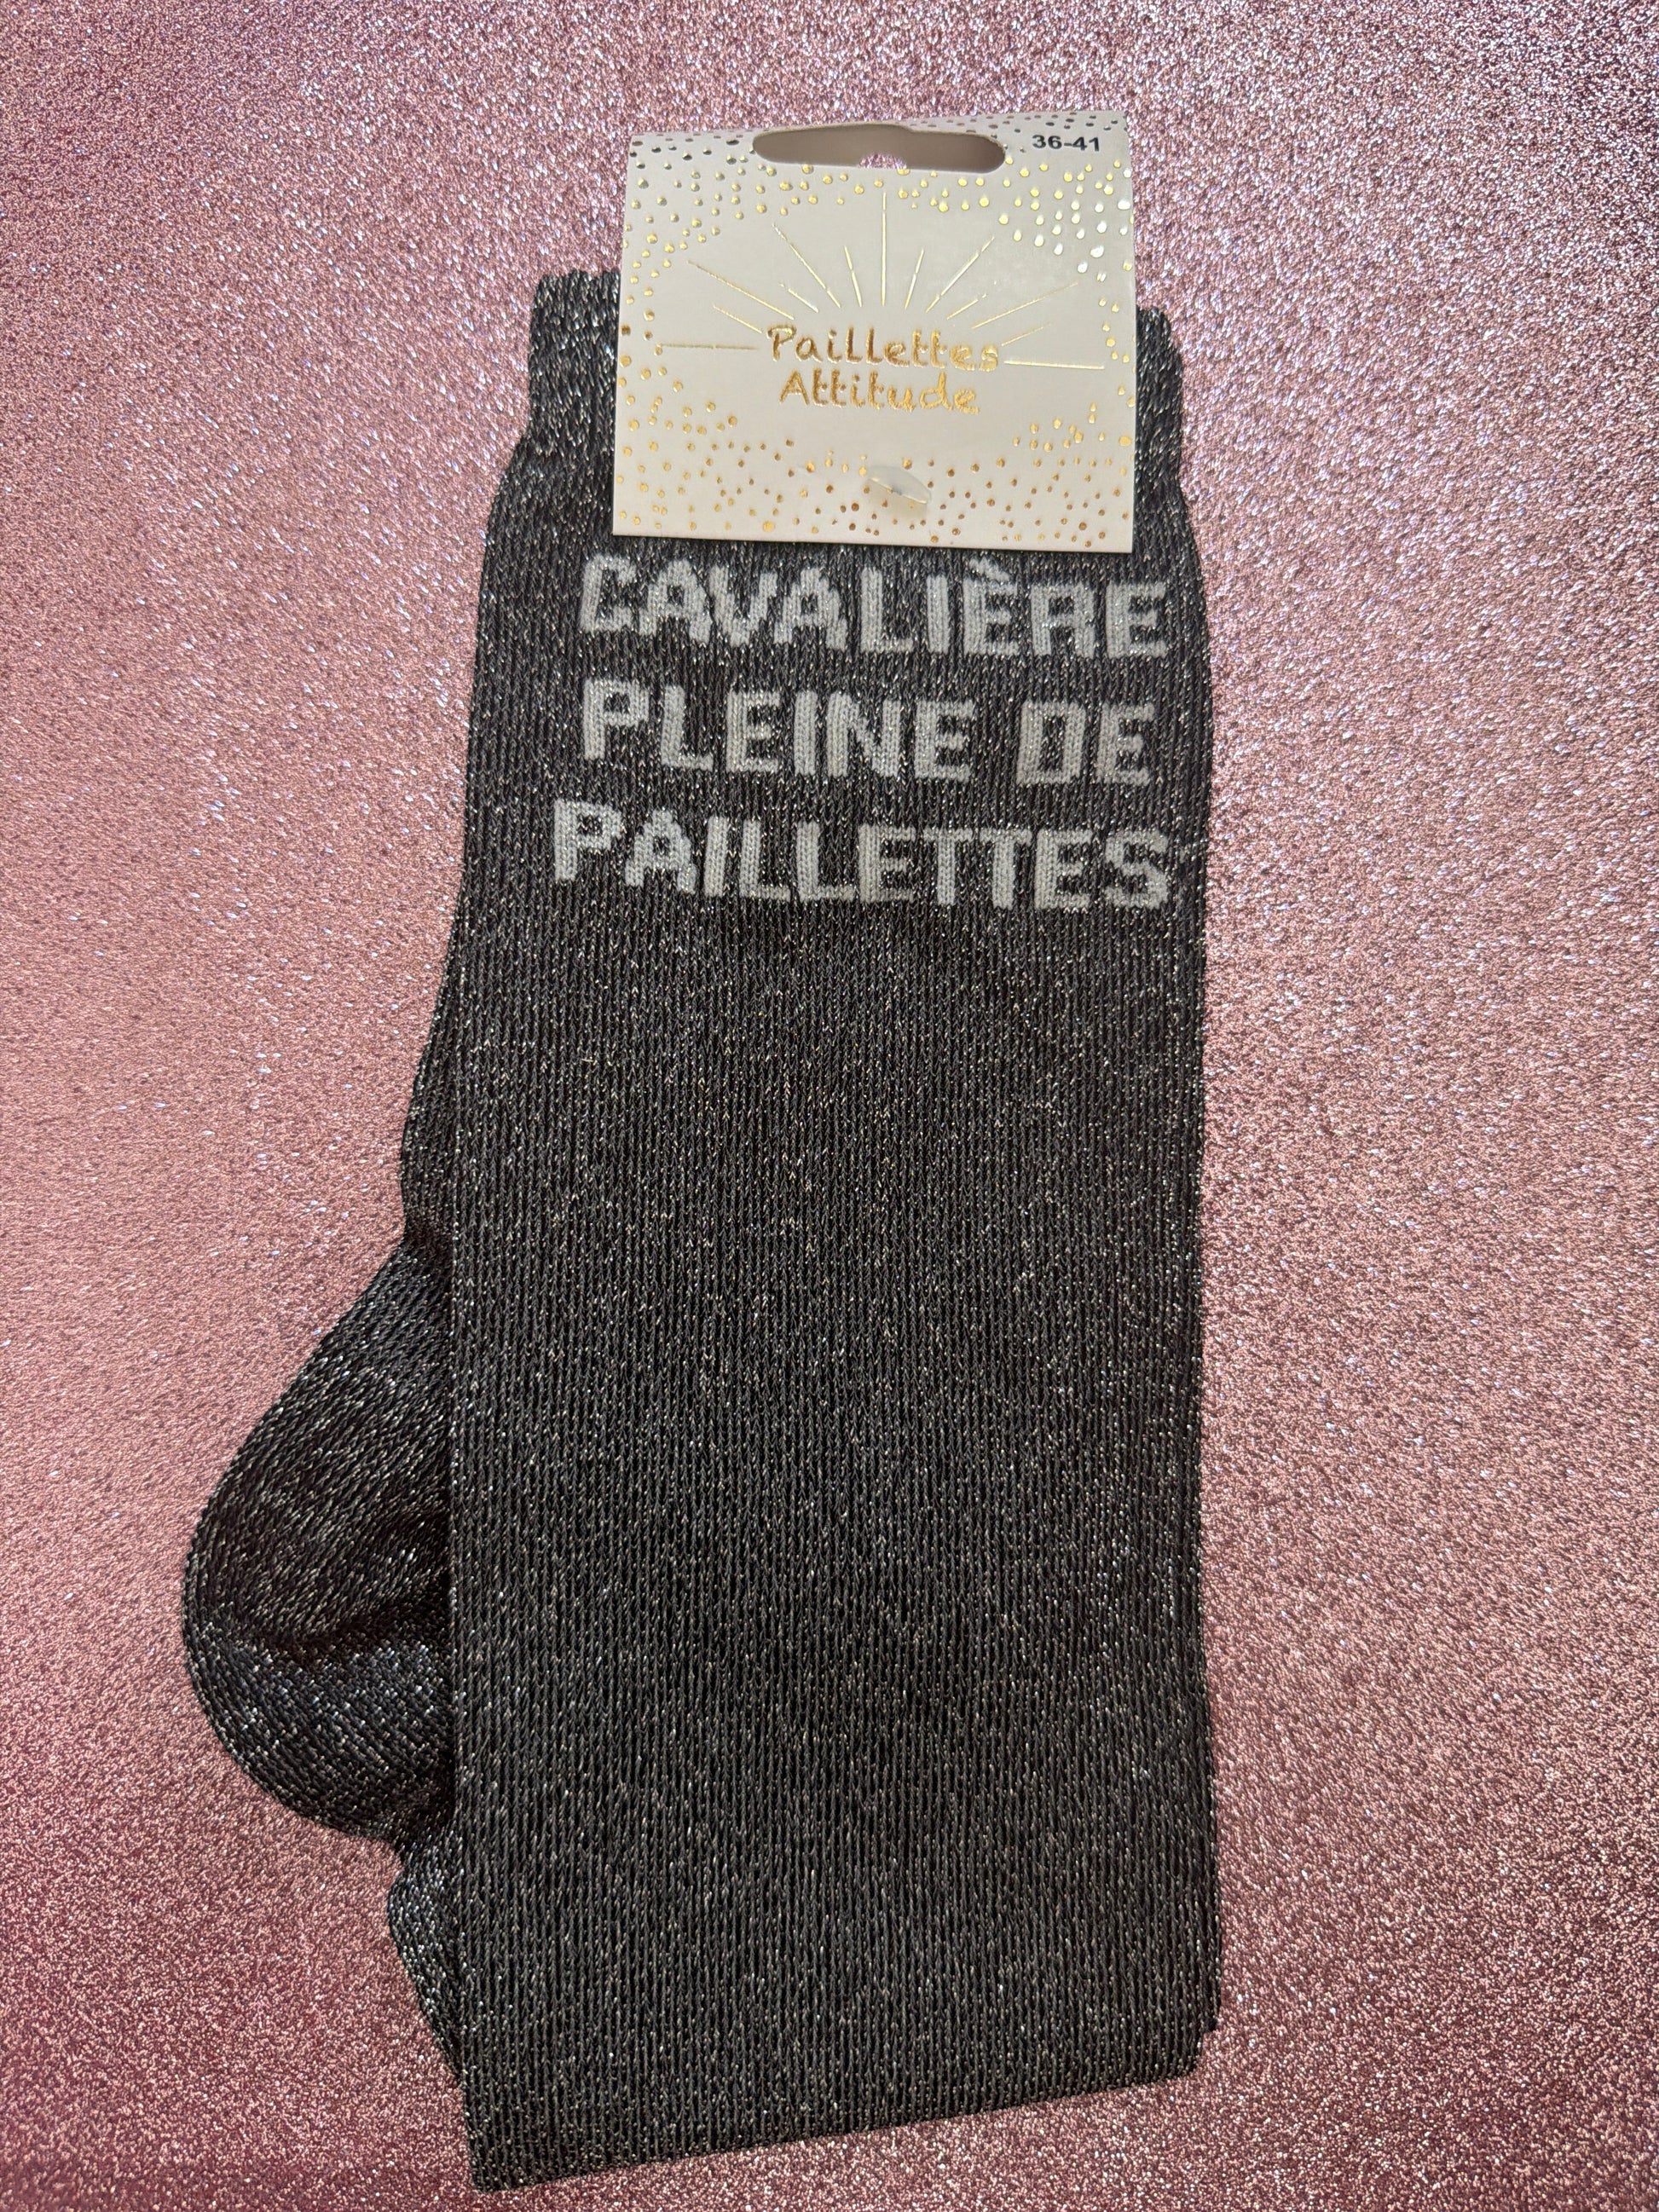 36-41
Paillettes
Attitude
CAVALIÈRE
PLEINE DE
PAILLETTES